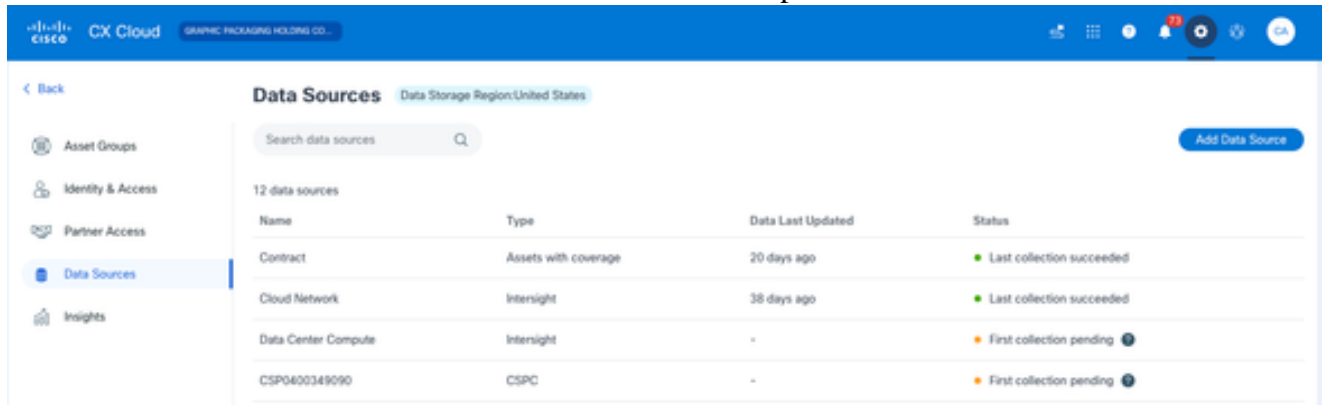 cisco CX Cloud GRAPHIC PACKAGING HOLDING CO... 73 CA
< Back
Data Sources Data Storage Region:United States
Search data sources Add Data Source
Asset Groups
Identity & Access
Partner Access
Data Sources
Insights
12 data sources
Name Type Data Last Updated Status
Contract Assets with coverage 20 days ago Last collection succeeded
Cloud Network Intersight 38 days ago Last collection succeeded
Data Center Compute Intersight - First collection pending ?
CSP0400349090 CSPC - First collection pending ?